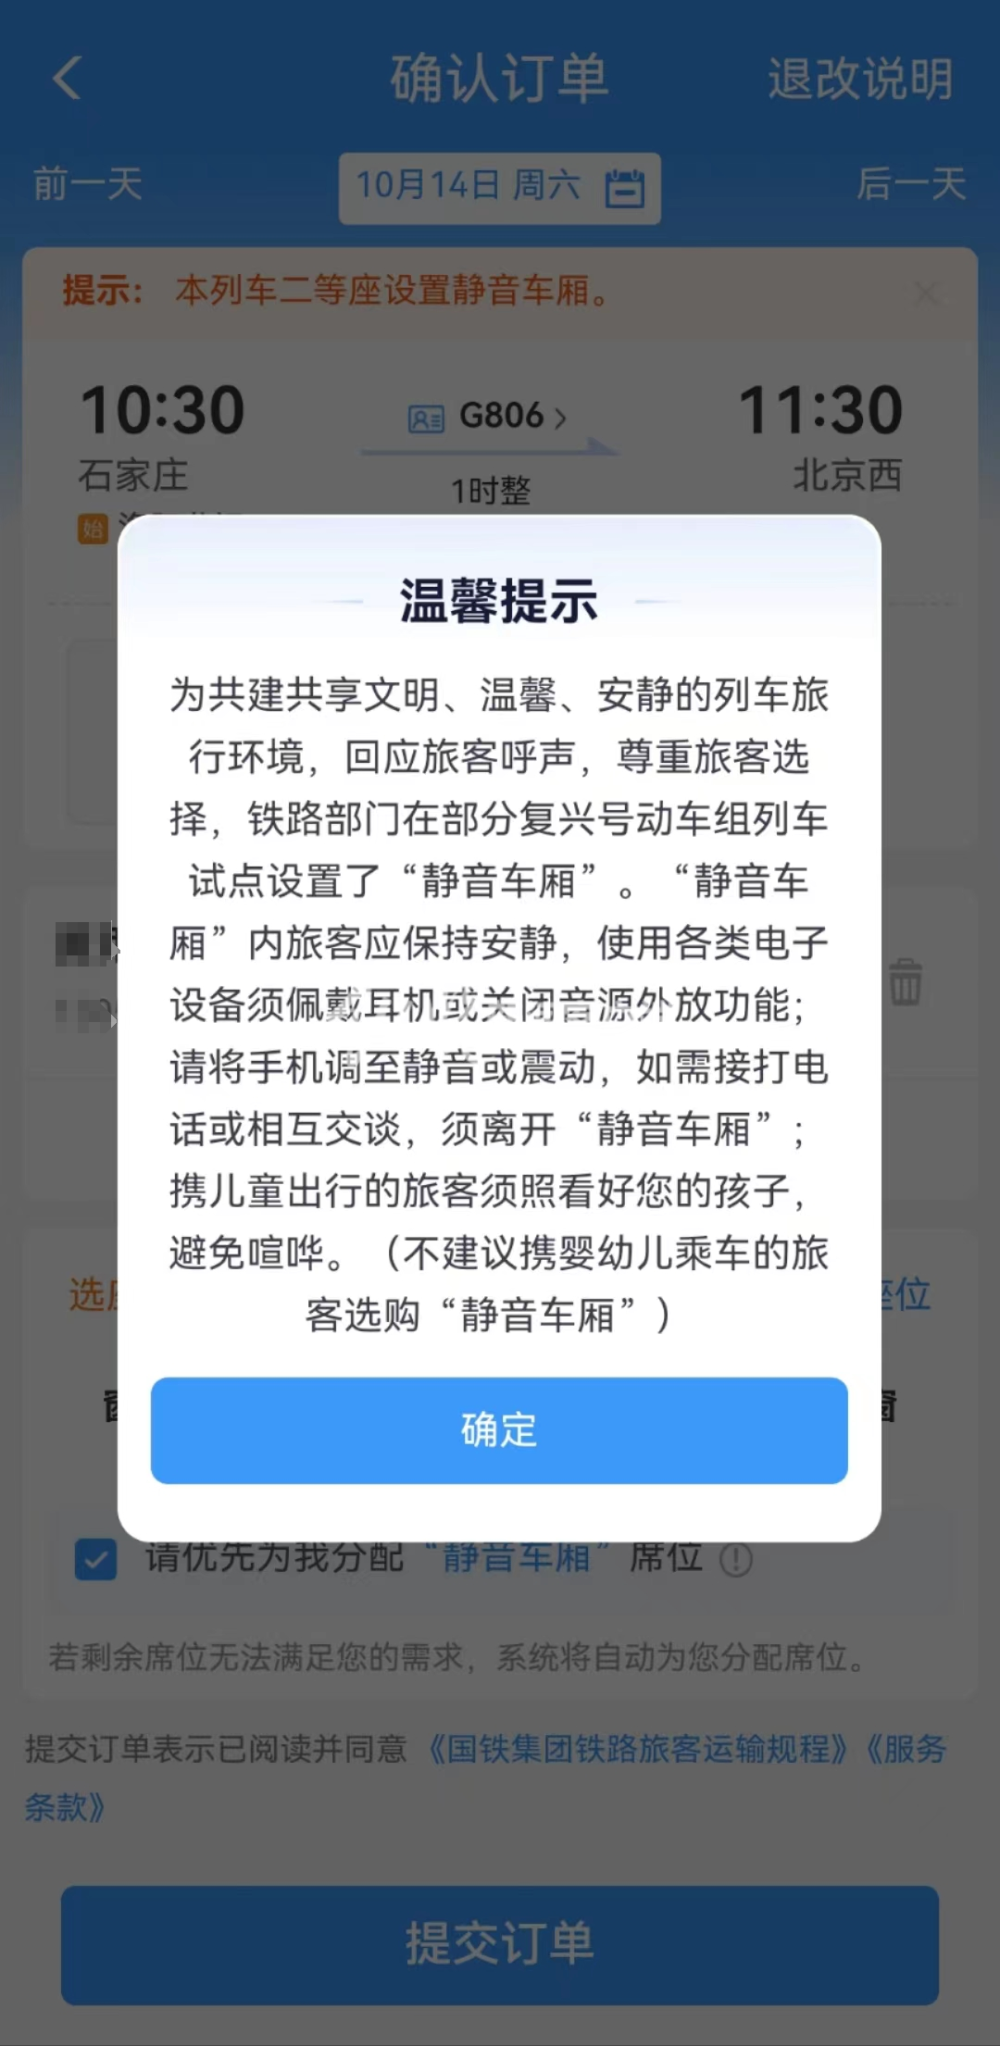 确认订单
退改说明
前一天
10月14日 周六
后一天
提示： 本列车二等座设置静音车厢。
10:30
G806
11:30
石家庄
1时整
北京西
始
温馨提示
为共建共享文明、温馨、安静的列车旅
行环境，回应旅客呼声，尊重旅客选
择，铁路部门在部分复兴号动车组列车
试点设置了“静音车厢”。“静音车
厢”内旅客应保持安静，使用各类电子
设备须佩戴耳机或关闭音源外放功能；
请将手机调至静音或震动，如需接打电
话或相互交谈，须离开“静音车厢”；
携儿童出行的旅客须照看好您的孩子，
避免喧哗。（不建议携婴幼儿乘车的旅
客选购“静音车厢”）
选
座位
窗
确定
请优先为我分配“静音车厢”席位
若剩余席位无法满足您的需求，系统将自动为您分配席位。
提交订单表示已阅读并同意《国铁集团铁路旅客运输规程》《服务
条款》
提交订单